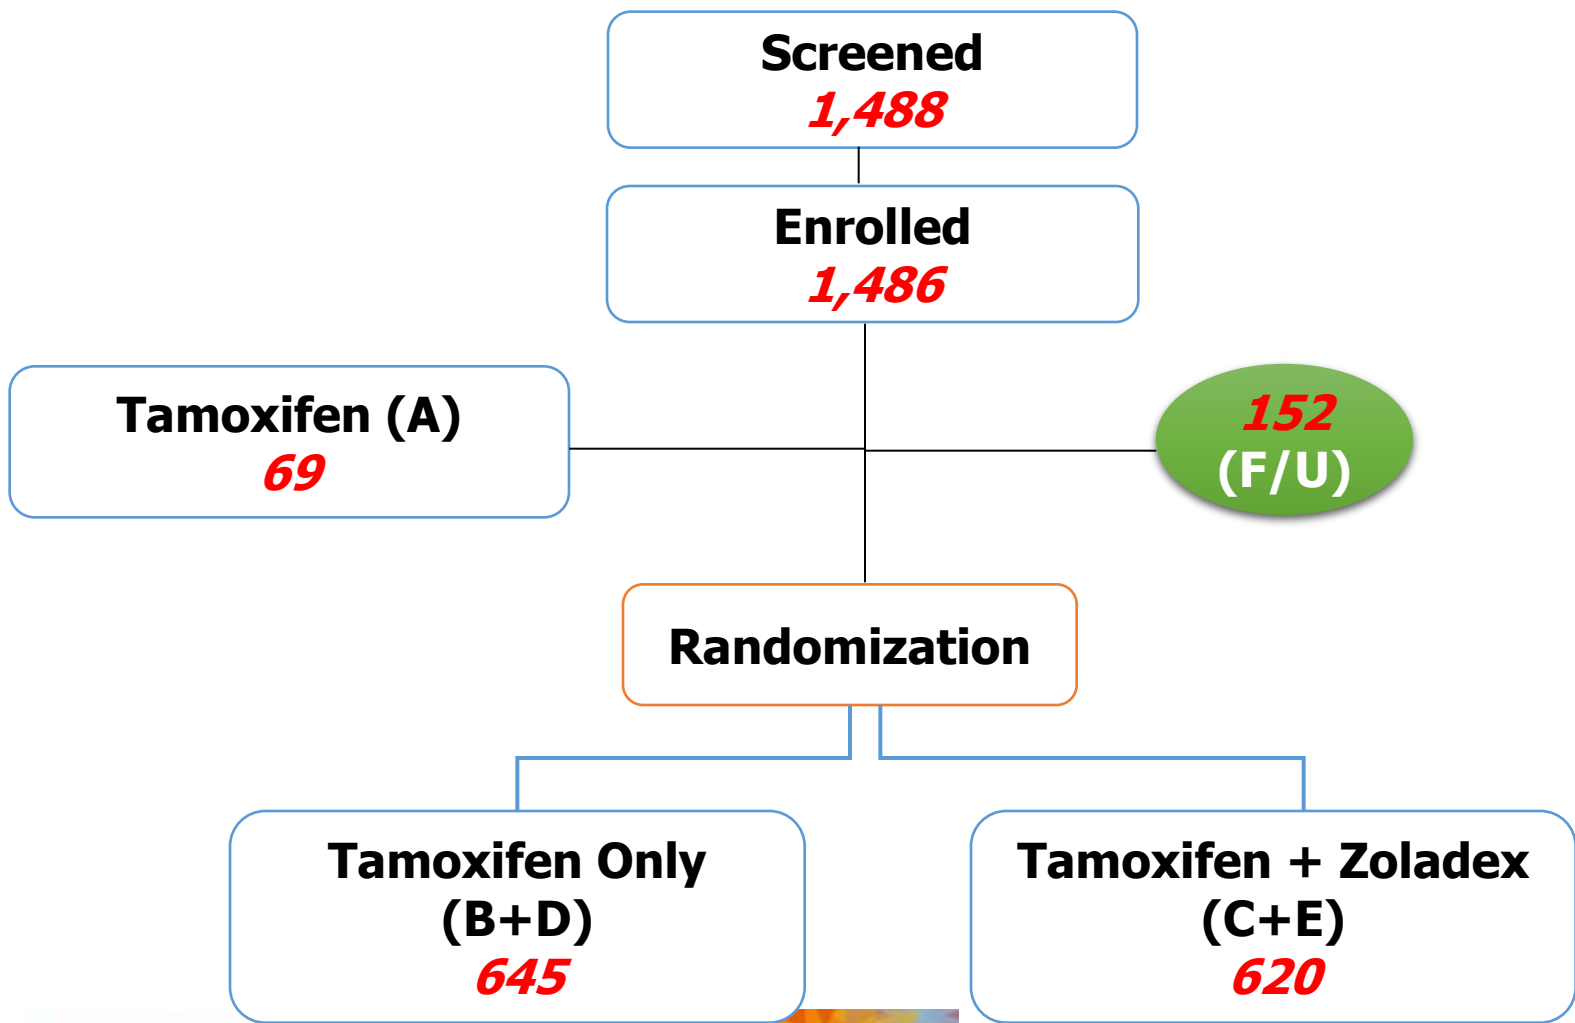 Screened
1,488
Enrolled
1,486
Tamoxifen (A)
69
152
(F/U)
Randomization
Tamoxifen Only
(B+D)
645
Tamoxifen + Zoladex
(C+E)
620